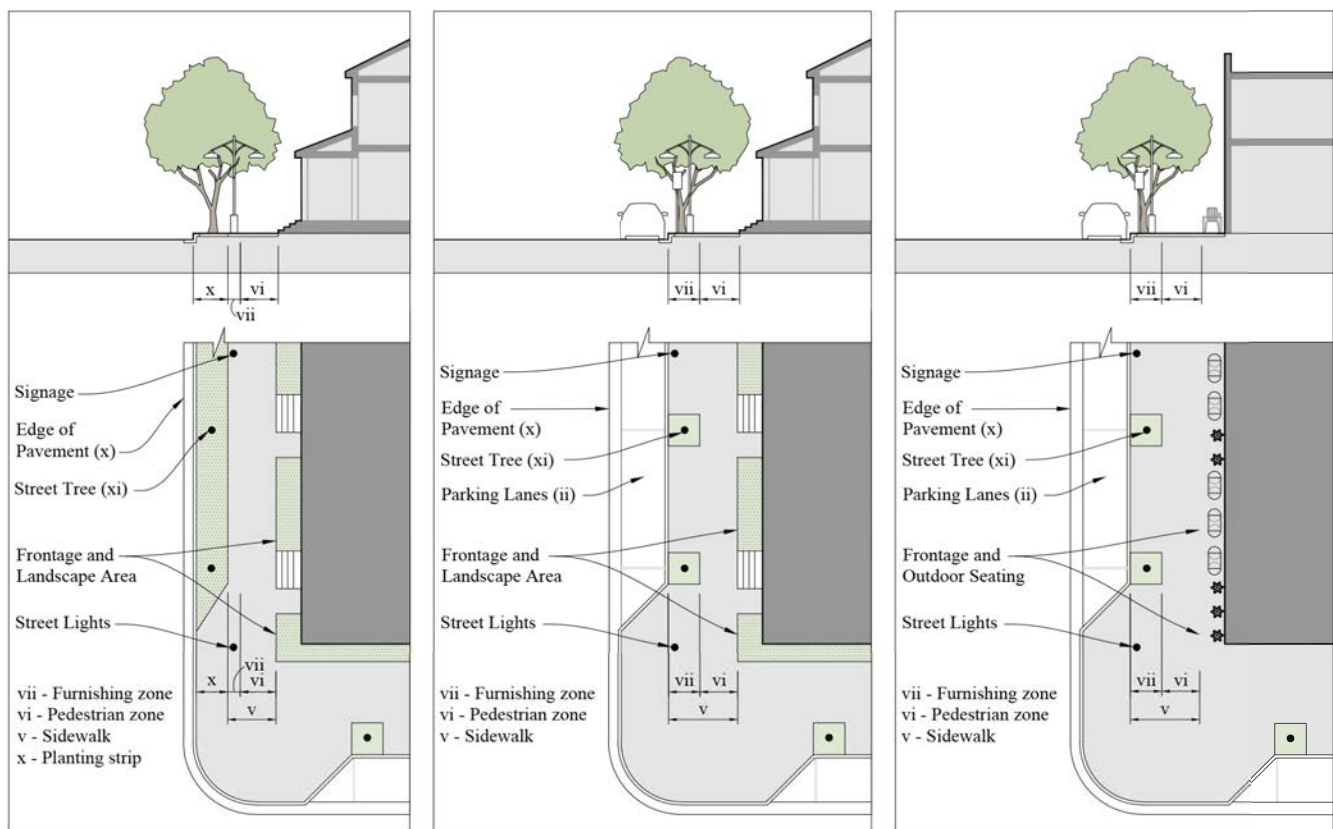 x
vi
vii
Signage
Edge of
Pavement (x)
Street Tree (xi)
Frontage and
Landscape Area
Street Lights
vii
x
vi
v
vii - Furnishing zone
vi - Pedestrian zone
v - Sidewalk
x - Planting strip
vii
vi
Signage
Edge of
Pavement (x)
Street Tree (xi)
Parking Lanes (ii)
Frontage and
Landscape Area
Street Lights
vii
vi
v
vii - Furnishing zone
vi - Pedestrian zone
v - Sidewalk
vii
vi
Signage
Edge of
Pavement (x)
Street Tree (xi)
Parking Lanes (ii)
Frontage and
Outdoor Seating
Street Lights
vii
vi
v
vii - Furnishing zone
vi - Pedestrian zone
v - Sidewalk